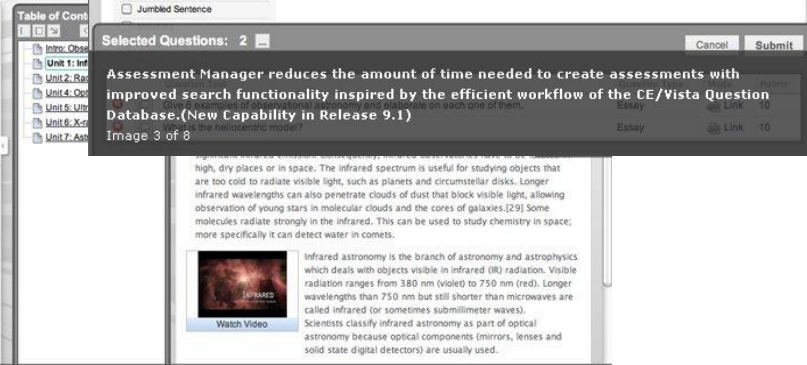 Jumbled Sentence
Table of Cont
Selected Questions: 2
Cancel
Submit
Intro: Obse
Unit 1: Inf
Unit 2: Rad
Unit 4: Opt
Unit 5: Ultr
Unit 6: X-ra
Unit 7: Ast
Assessment Manager reduces the amount of time needed to create assessments with
improved search functionality inspired by the efficient workflow of the CE/Vista Question
Database.(New Capability in Release 9.1)
Image 3 of 8
Question Type
Mode
Points
Give 5 examples of observational astronomy and elaborate on each one of them.
Essay
Link
10
What is the heliocentric model?
Essay
Link
10
high, dry places or in space. The infrared spectrum is useful for studying objects that
are too cold to radiate visible light, such as planets and circumstellar disks. Longer
infrared wavelengths can also penetrate clouds of dust that block visible light, allowing
observation of young stars in molecular clouds and the cores of galaxies.[29] Some
molecules radiate strongly in the infrared. This can be used to study chemistry in space;
more specifically it can detect water in comets.
INFRARED
Watch Video
Infrared astronomy is the branch of astronomy and astrophysics
which deals with objects visible in infrared (IR) radiation. Visible
radiation ranges from 380 nm (violet) to 750 nm (red). Longer
wavelengths than 750 nm but still shorter than microwaves are
called infrared (or sometimes submillimeter waves).
Scientists classify infrared astronomy as part of optical
astronomy because optical components (mirrors, lenses and
solid state digital detectors) are usually used.